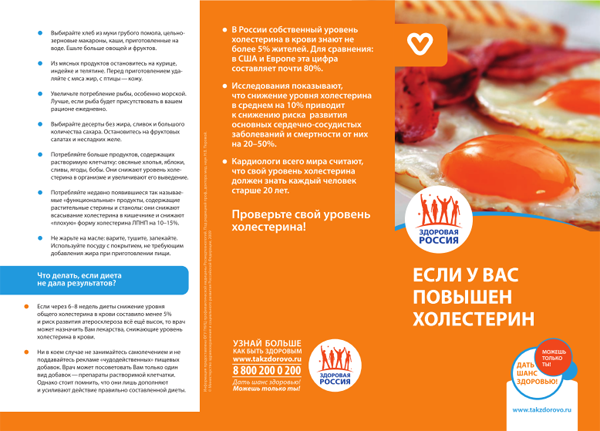 Выбирайте хлеб из муки грубого помола, цельно-
зерновые макароны, каши, приготовленные на
воде. Ешьте больше овощей и фруктов.
Из мясных продуктов остановитесь на курице,
индейке и телятине. Перед приготовлением уда-
ляйте с мяса жир, с птицы — кожу.
Увеличьте потребление рыбы, особенно морской.
Лучше, если рыба будет присутствовать в вашем
рационе ежедневно.
Выбирайте десерты без жира, сливок и большого
количества сахара. Остановитесь на фруктовых
салатах и несладких желе.
Потребляйте больше продуктов, содержащих
растворимую клетчатку: овсяные хлопья, яблоки,
сливы, ягоды, бобы. Они снижают уровень холе-
стерина в организме и увеличивают его выведение.
Потребляйте недавно появившиеся так называе-
мые «функциональные» продукты, содержащие
растительные стерины и станолы: они снижают
всасывание холестерина в кишечнике и снижают
«плохую» форму холестерина ЛПНП на 10–15%.
Не жарьте на масле: варите, тушите, запекайте.
Используйте посуду с покрытием, не требующим
добавления жира при приготовлении пищи.
Что делать, если диета
не дала результатов?
Если через 6–8 недель диеты снижение уровня
общего холестерина в крови составило менее 5%
и риск развития атеросклероза всё ещё высок, то врач
может назначить Вам лекарства, снижающие уровень
холестерина в крови.
Ни в коем случае не занимайтесь самолечением и не
поддавайтесь рекламе «чудодейственных» пищевых
добавок. Врач может посоветовать Вам только один
вид добавок — препараты растворимой клетчатки.
Однако стоит помнить, что они лишь дополняют
и усиливают действие правильно составленной диеты.
В России собственный уровень
холестерина в крови знают не
более 5% жителей. Для сравнения:
в США и Европе эта цифра
составляет почти 80%.
Исследования показывают,
что снижение уровня холестерина
в среднем на 10% приводит
к снижению риска развития
основных сердечно-сосудистых
заболеваний и смертности от них
на 20–50%.
Кардиологи всего мира считают,
что свой уровень холестерина
должен знать каждый человек
старше 20 лет.
Проверьте свой уровень
холестерина!
УЗНАЙ БОЛЬШЕ
КАК БЫТЬ ЗДОРОВЫМ
www.takzdorovo.ru
8 800 200 0 200
Дать шанс здоровью!
Можешь только ты!
ЗДОРОВАЯ
РОССИЯ
ЗДОРОВАЯ
РОССИЯ
ЕСЛИ У ВАС
ПОВЫШЕН
ХОЛЕСТЕРИН
МОЖЕШЬ
ТОЛЬКО
ТЫ!
ДАТЬ
ШАНС
ЗДОРОВЬЮ!
www.takzdorovo.ru